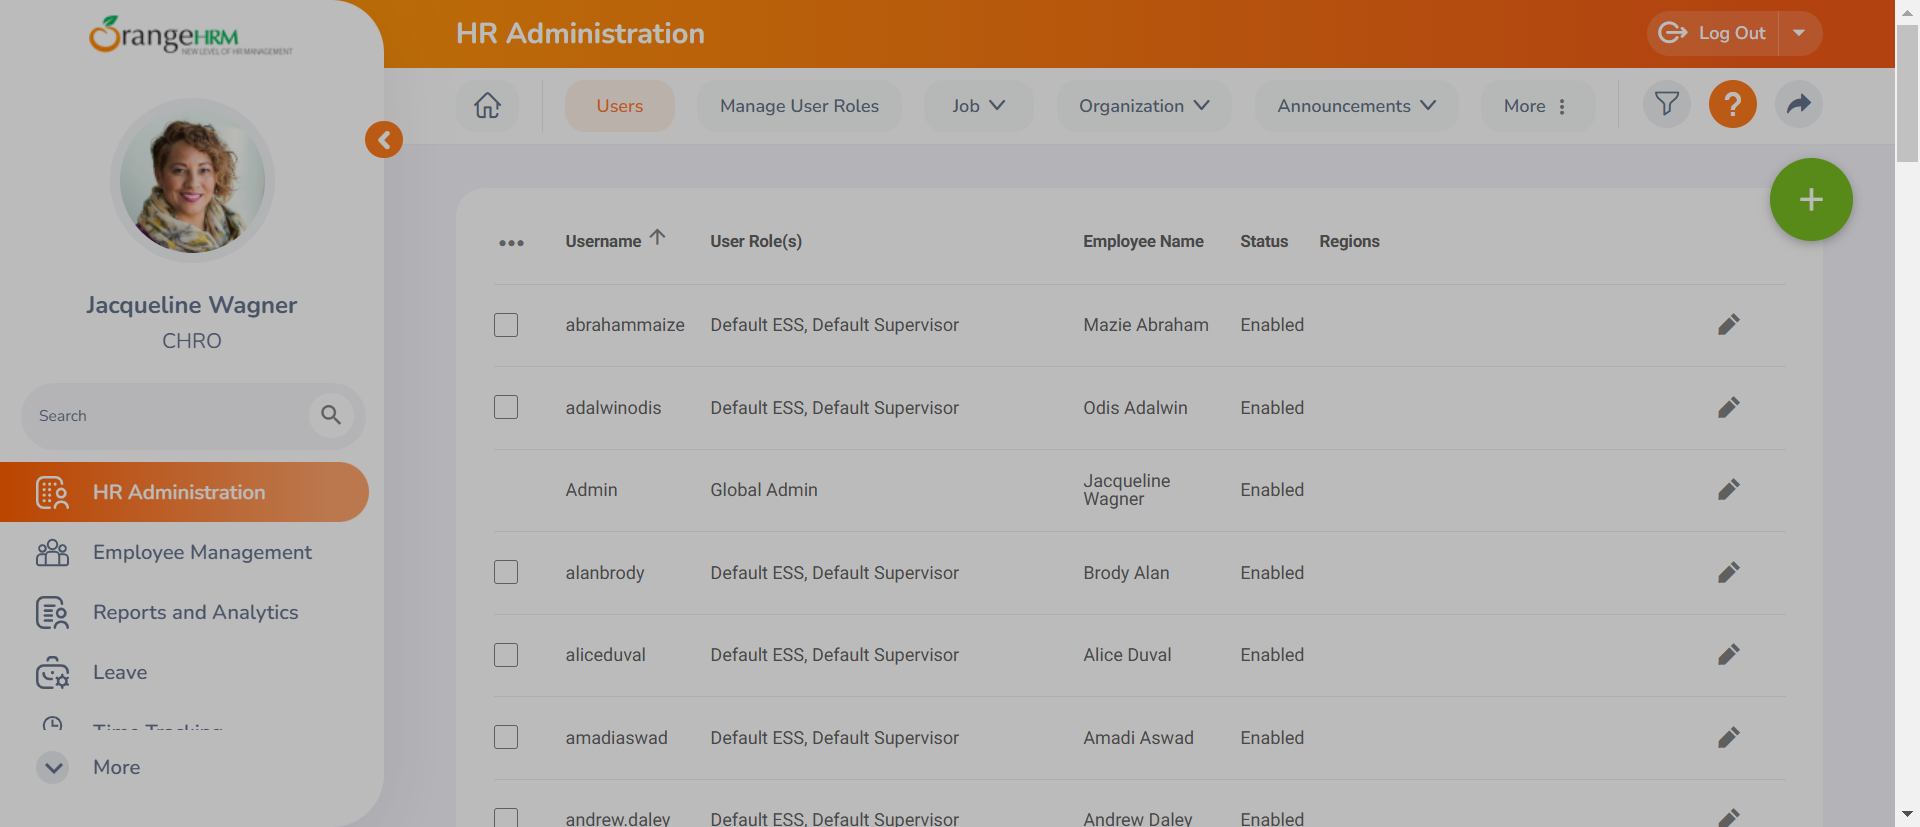 OrangeHRM
NEW LEVEL OF HR MANAGEMENT
HR Administration
Log Out
Users
Manage User Roles
Job
Organization
Announcements
More
?
Jacqueline Wagner
CHRO
Search
HR Administration
Employee Management
Reports and Analytics
Leave
Time Tracking
More
Username
User Role(s)
Employee Name
Status
Regions
abrahammaize Default ESS, Default Supervisor Mazie Abraham Enabled
adalwinodis Default ESS, Default Supervisor Odis Adalwin Enabled
Admin Global Admin Jacqueline
Wagner Enabled
alanbrody Default ESS, Default Supervisor Brody Alan Enabled
aliceduval Default ESS, Default Supervisor Alice Duval Enabled
amadiaswad Default ESS, Default Supervisor Amadi Aswad Enabled
andrew.daley Default ESS, Default Supervisor Andrew Daley Enabled